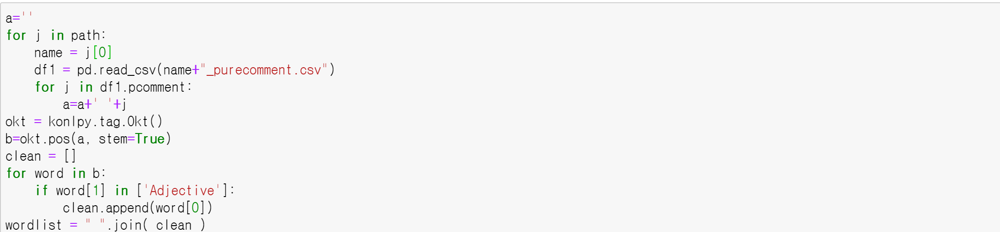 a=''
for j in path:
    name = j[0]
    df1 = pd.read_csv(name+"_purecomment.csv")
    for j in df1.pcomment:
        a=a+' '+j
okt = konlpy.tag.Okt()
b=okt.pos(a, stem=True)
clean = []
for word in b:
    if word[1] in ['Adjective']:
        clean.append(word[0])
wordlist = " ".join( clean )